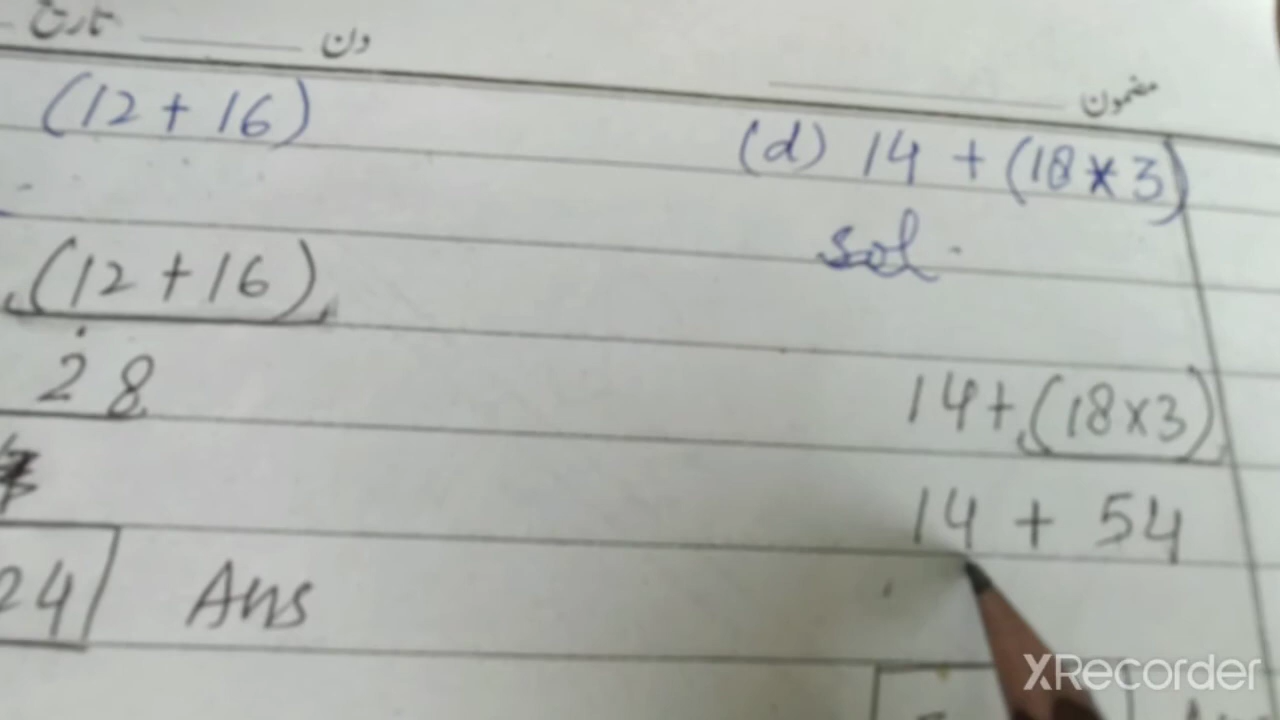 تاریخ ______ دن
مضمون
(12 + 16)
(12 + 16)
28
24 Ans
(d) 14 + (18 × 3)
sol.
14 + (18 × 3)
14 + 54
XRecorder